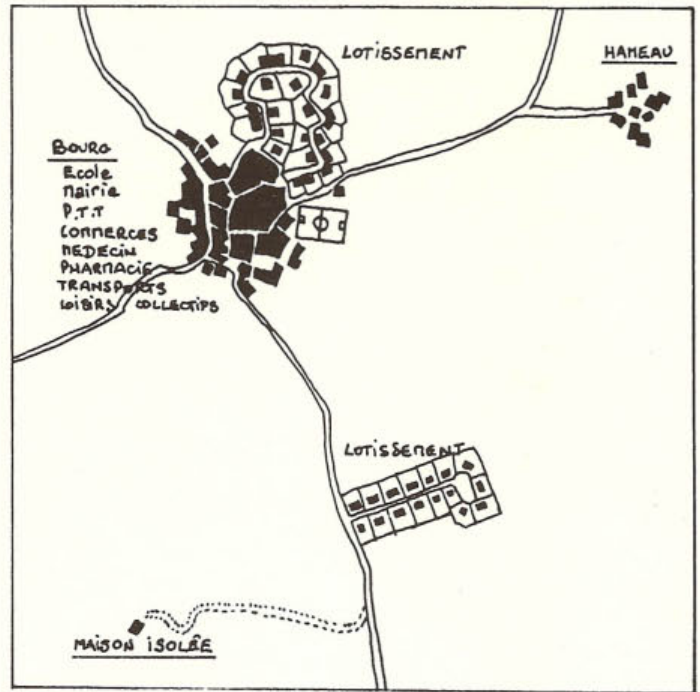 LOTISSEMENT
HAMEAU
BOURG
Ecole
Mairie
P.T.T
COMMERCES
MEDECIN
PHARMACIE
TRANSPORTS
LOISIRS COLLECTIFS
LOTISSEMENT
MAISON ISOLÉE